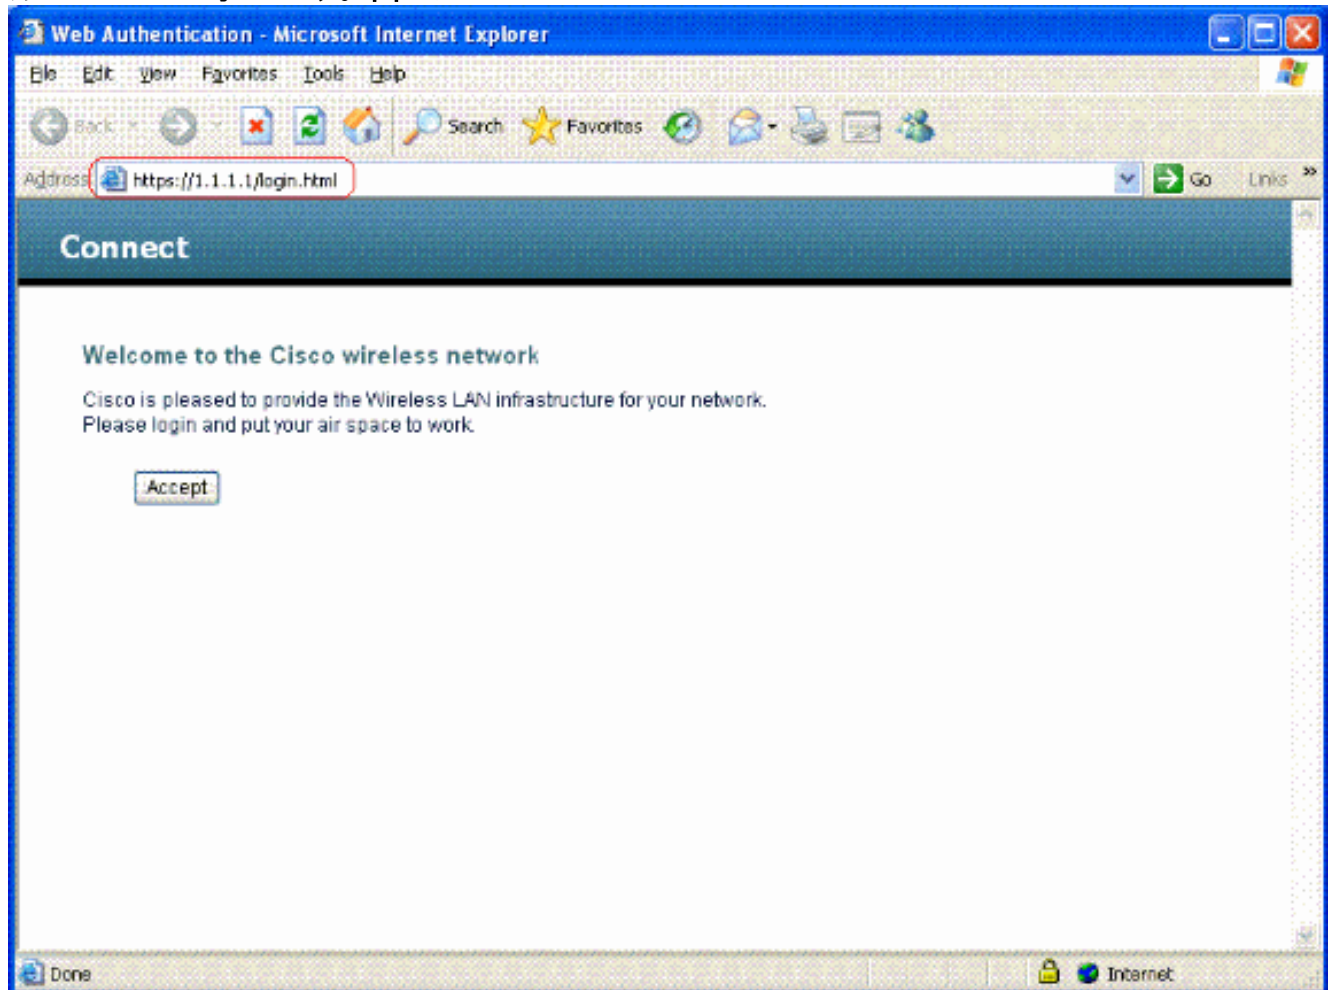 Web Authentication - Microsoft Internet Explorer
File Edit View Favorites Tools Help
Back Search Favorites
Address https://1.1.1.1/login.html Go Links »
Connect
Welcome to the Cisco wireless network
Cisco is pleased to provide the Wireless LAN infrastructure for your network.
Please login and put your air space to work.
Accept
Done Internet